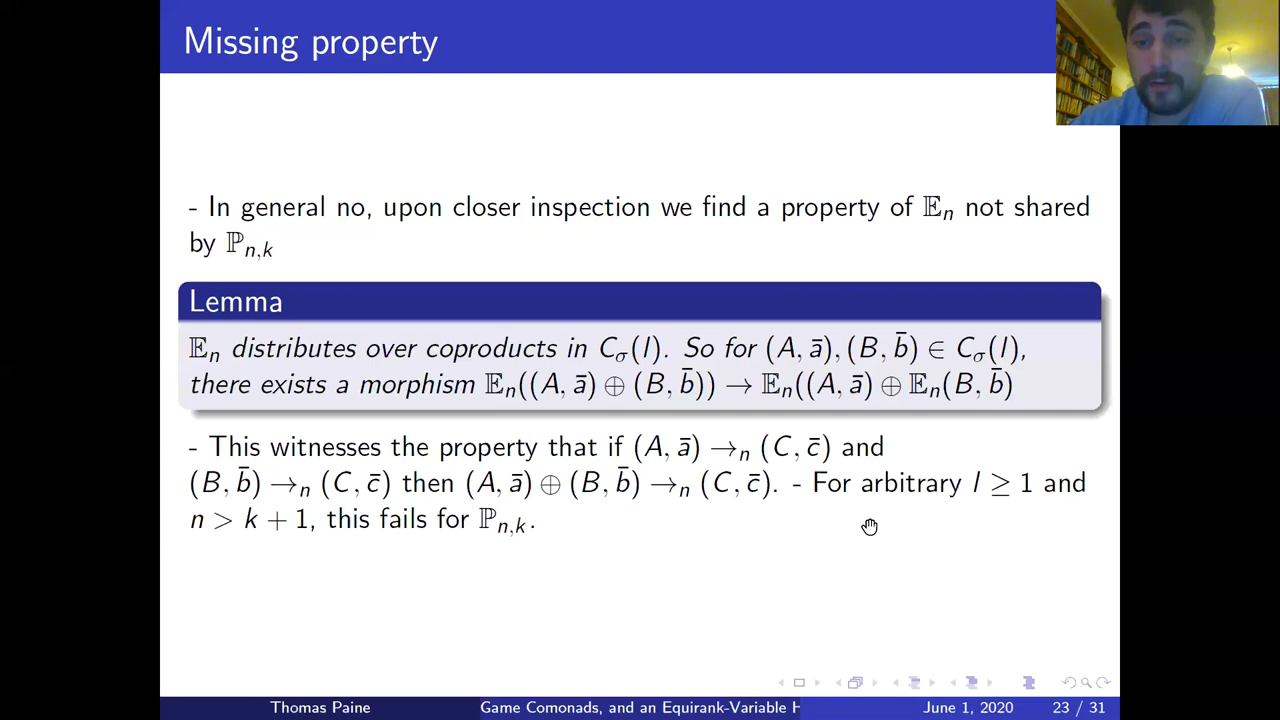 Missing property
- In general no, upon closer inspection we find a property of 𝔼ₙ not shared
by ℙₙ,ₖ
Lemma
𝔼ₙ distributes over coproducts in C_σ(l). So for (A, ā), (B, b̄) ∈ C_σ(l),
there exists a morphism 𝔼ₙ((A, ā) ⊕ (B, b̄)) → 𝔼ₙ((A, ā) ⊕ 𝔼ₙ(B, b̄)
- This witnesses the property that if (A, ā) →ₙ (C, c̄) and
(B, b̄) →ₙ (C, c̄) then (A, ā) ⊕ (B, b̄) →ₙ (C, c̄). - For arbitrary l ≥ 1 and
n > k + 1, this fails for ℙₙ,ₖ.
Thomas Paine Game Comonads, and an Equirank-Variable H June 1, 2020 23 / 31